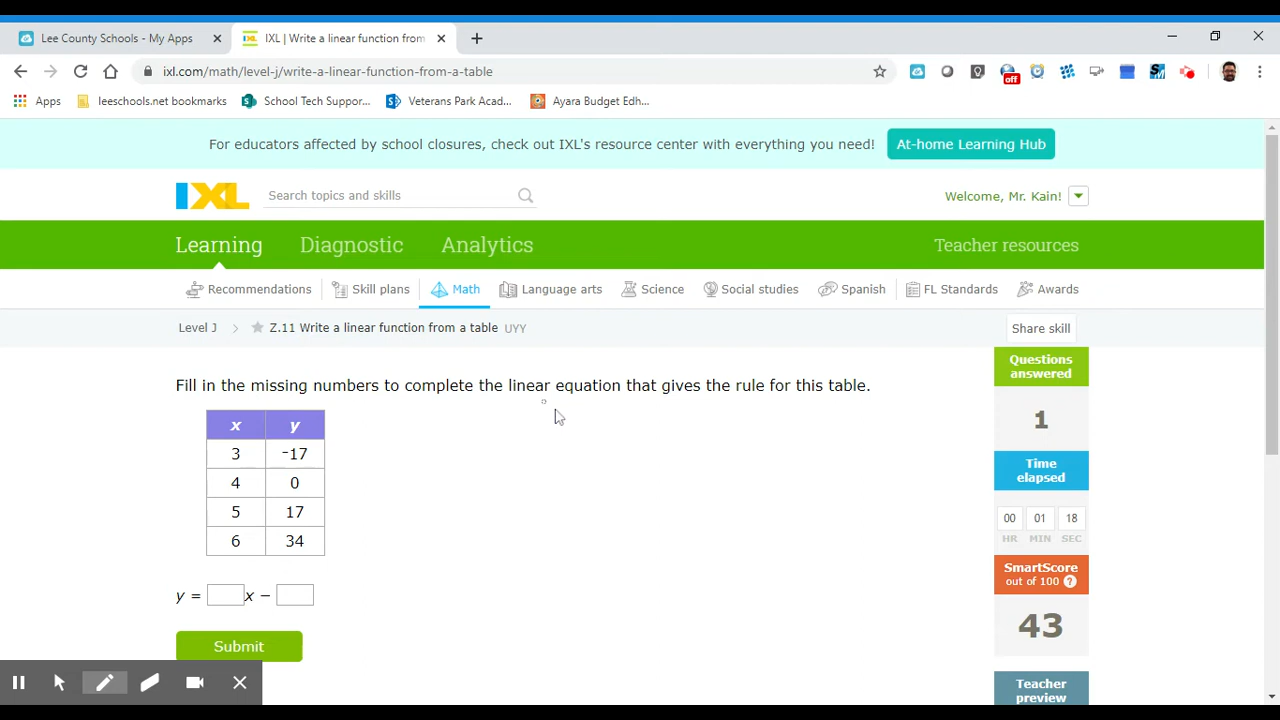 Lee County Schools - My Apps
IXL | Write a linear function from
ixl.com/math/level-j/write-a-linear-function-from-a-table
off
Apps
leeschools.net bookmarks
School Tech Suppor...
Veterans Park Acad...
Ayara Budget Edh...
For educators affected by school closures, check out IXL's resource center with everything you need!
At-home Learning Hub
IXL
Search topics and skills
Welcome, Mr. Kain!
Learning
Diagnostic
Analytics
Teacher resources
Recommendations
Skill plans
Math
Language arts
Science
Social studies
Spanish
FL Standards
Awards
Level J
Z.11 Write a linear function from a table UYY
Share skill
Fill in the missing numbers to complete the linear equation that gives the rule for this table.
x y
3 -17
4 0
5 17
6 34
y = x −
Submit
Questions
answered
1
Time
elapsed
00 01 18
HR MIN SEC
SmartScore
out of 100 ?
43
Teacher
preview